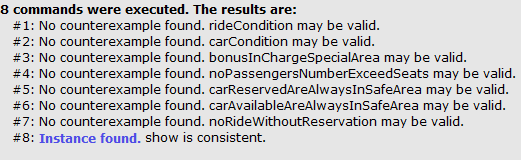 8 commands were executed. The results are:
#1: No counterexample found. rideCondition may be valid.
#2: No counterexample found. carCondition may be valid.
#3: No counterexample found. bonusInChargeSpecialArea may be valid.
#4: No counterexample found. noPassengersNumberExceedSeats may be valid.
#5: No counterexample found. carReservedAreAlwaysInSafeArea may be valid.
#6: No counterexample found. carAvailableAreAlwaysInSafeArea may be valid.
#7: No counterexample found. noRideWithoutReservation may be valid.
#8: Instance found. show is consistent.